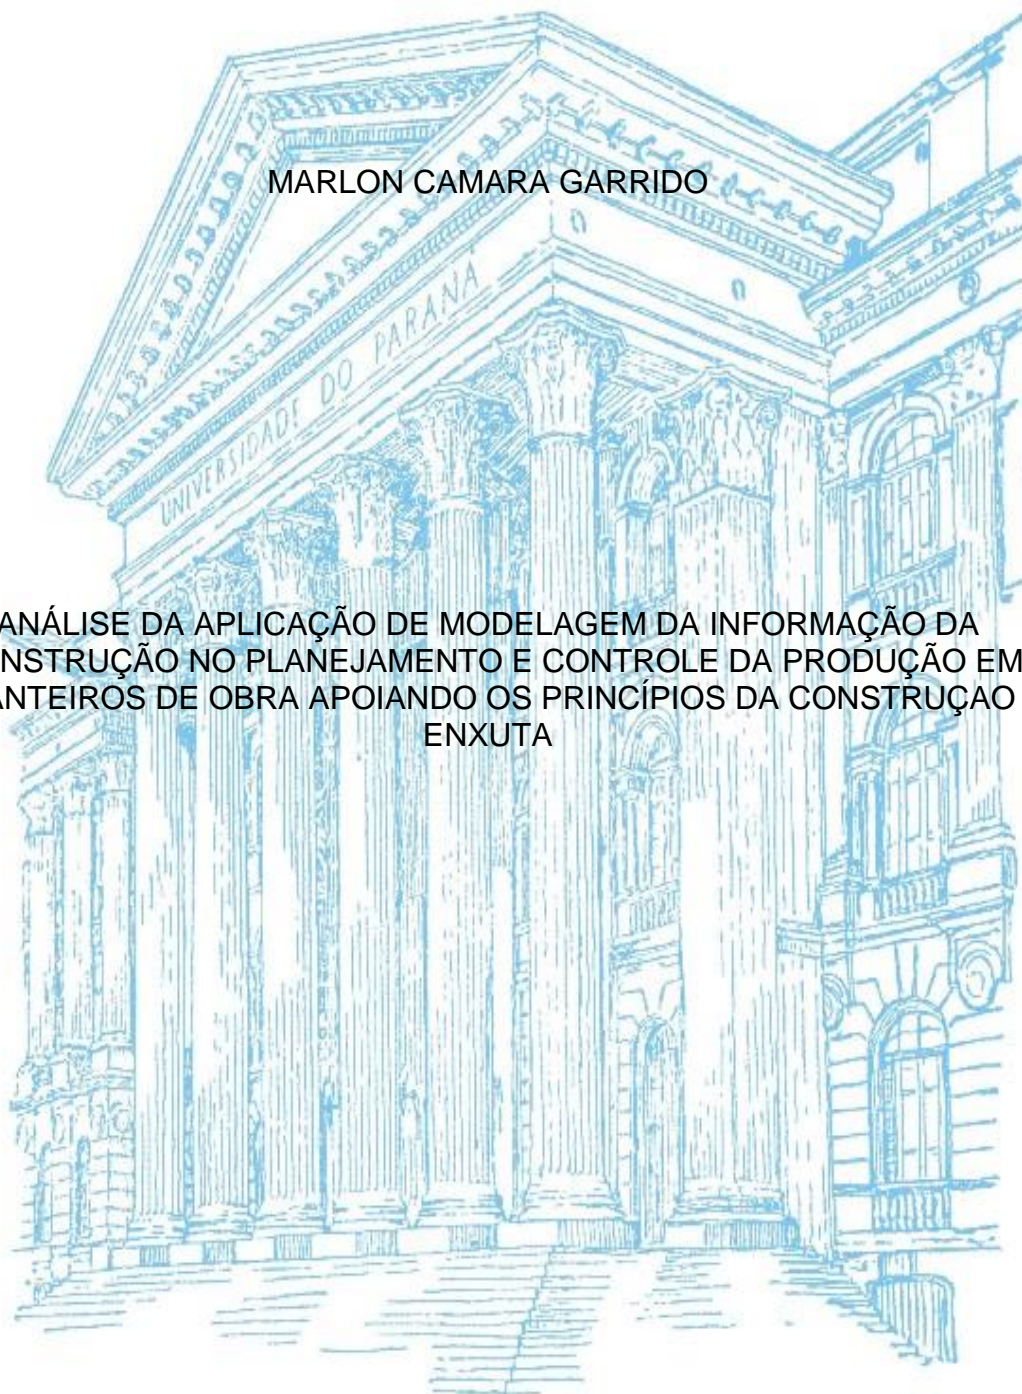 MARLON CAMARA GARRIDO
UNIVERSIDADE DO PARANÁ
ANÁLISE DA APLICAÇÃO DE MODELAGEM DA INFORMAÇÃO DA
NSTRUÇÃO NO PLANEJAMENTO E CONTROLE DA PRODUÇÃO EM
ANTEIROS DE OBRA APOIANDO OS PRINCÍPIOS DA CONSTRUÇAO
ENXUTA